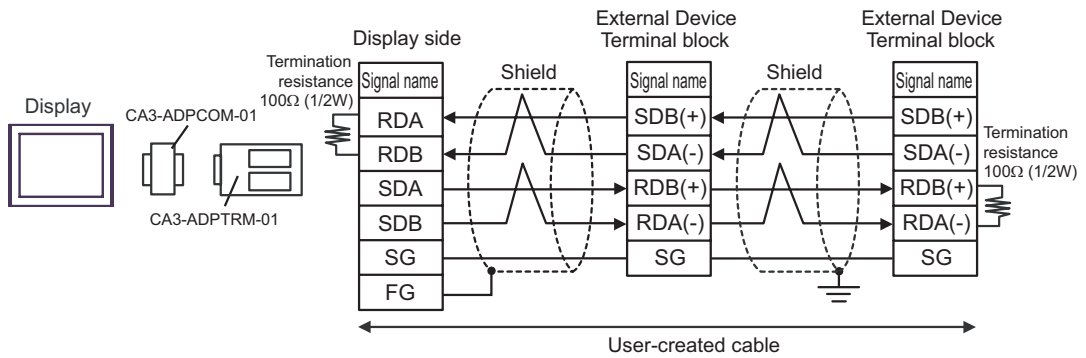 External Device
Terminal block
External Device
Terminal block
Display side
Termination
resistance
100Ω (1/2W)
Signal name
Shield
Signal name
Shield
Signal name
Display
CA3-ADPCOM-01
CA3-ADPTRM-01
RDA
SDB(+)
SDB(+)
RDB
SDA(-)
SDA(-)
Termination
resistance
100Ω (1/2W)
SDA
RDB(+)
RDB(+)
SDB
RDA(-)
RDA(-)
SG
SG
SG
FG
User-created cable